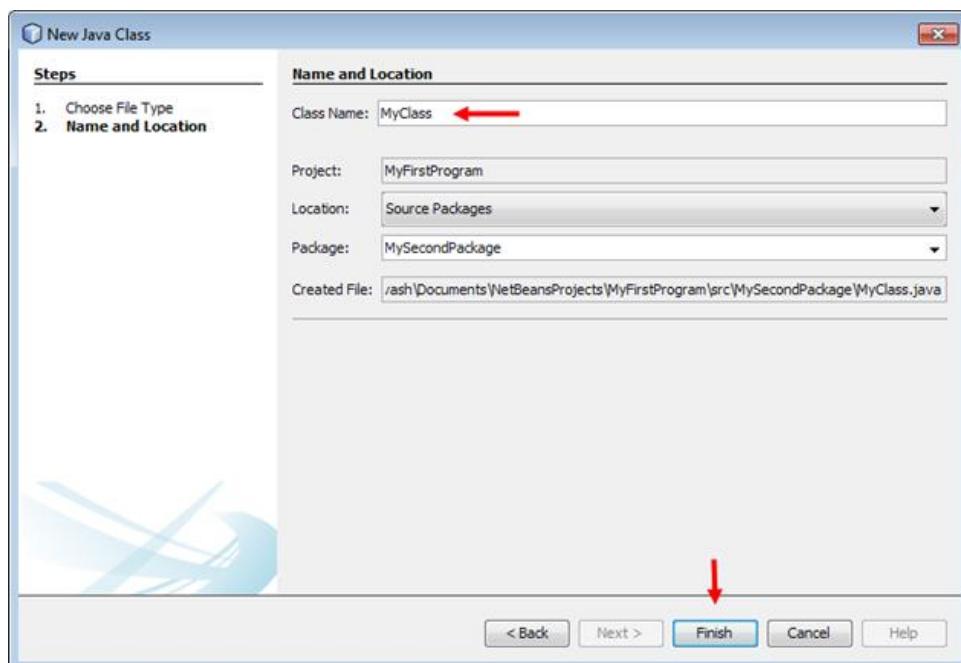 New Java Class
Steps
1. Choose File Type
2. Name and Location
Name and Location
Class Name: MyClass
Project: MyFirstProgram
Location: Source Packages
Package: MySecondPackage
Created File: /ash\Documents\NetBeansProjects\MyFirstProgram\src\MySecondPackage\MyClass.java
< Back Next > Finish Cancel Help